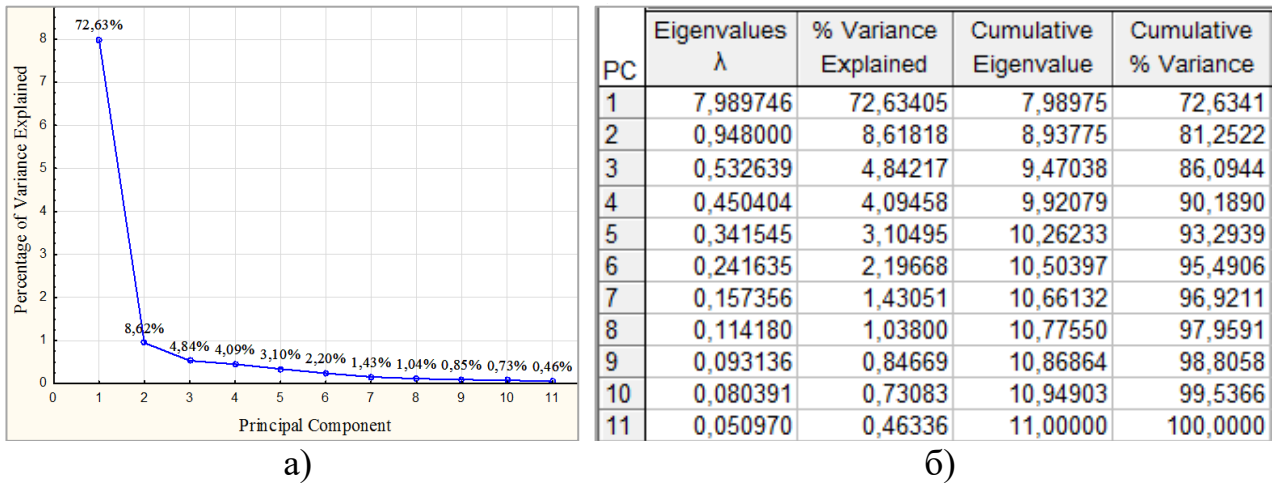 72,63%
8
7
6
5
4
3
2
1
0
Percentage of Variance Explained
8,62%
4,84% 4,09% 3,10% 2,20% 1,43% 1,04% 0,85% 0,73% 0,46%
0 1 2 3 4 5 6 7 8 9 10 11
Principal Component
а)
PC Eigenvalues λ % Variance Explained Cumulative Eigenvalue Cumulative % Variance
1 7,989746 72,63405 7,98975 72,6341
2 0,948000 8,61818 8,93775 81,2522
3 0,532639 4,84217 9,47038 86,0944
4 0,450404 4,09458 9,92079 90,1890
5 0,341545 3,10495 10,26233 93,2939
6 0,241635 2,19668 10,50397 95,4906
7 0,157356 1,43051 10,66132 96,9211
8 0,114180 1,03800 10,77550 97,9591
9 0,093136 0,84669 10,86864 98,8058
10 0,080391 0,73083 10,94903 99,5366
11 0,050970 0,46336 11,00000 100,0000
б)